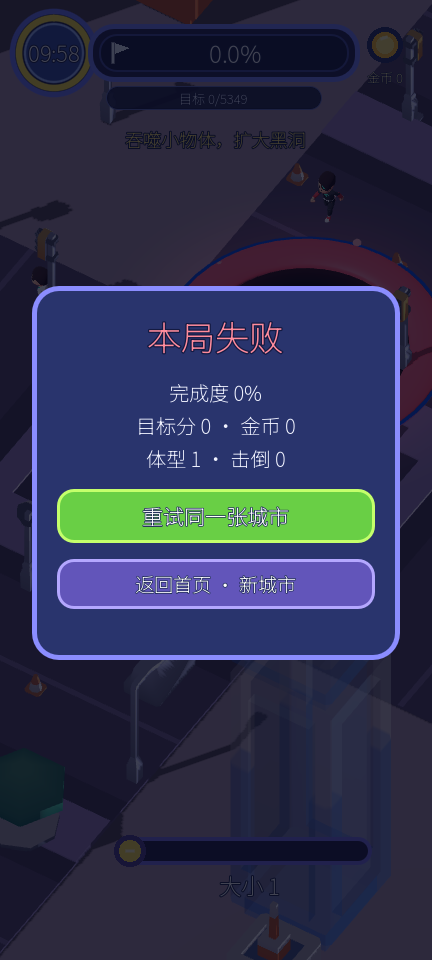 09:58
0.0%
金币 0
目标 0/5349
吞噬小物体，扩大黑洞
本局失败
完成度 0%
目标分 0 · 金币 0
体型 1 · 击倒 0
重试同一张城市
返回首页 · 新城市
大小 1